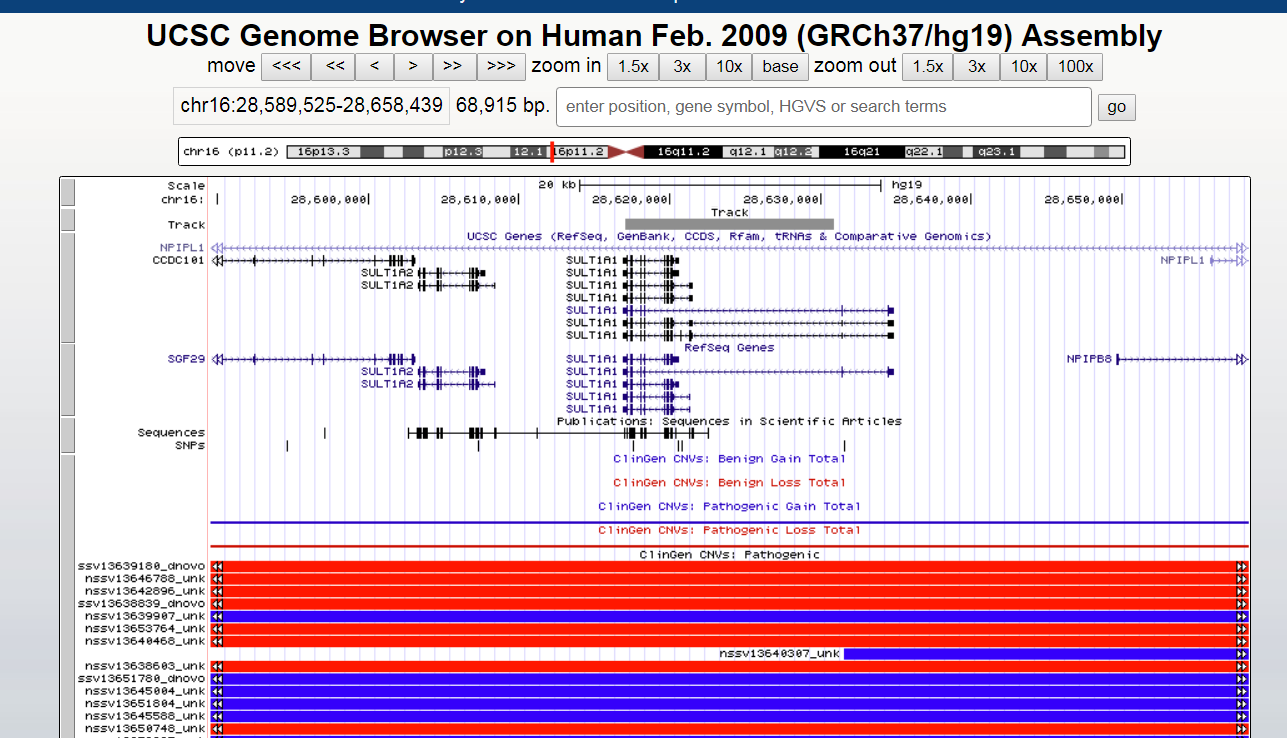 UCSC Genome Browser on Human Feb. 2009 (GRCh37/hg19) Assembly
move <<< << < > >> >>> zoom in 1.5x 3x 10x base zoom out 1.5x 3x 10x 100x
chr16:28,589,525-28,658,439 68,915 bp. enter position, gene symbol, HGVS or search terms go
chr16 (p11.2) 16p13.3 p12.3 12.1 16p11.2 16q11.2 q12.1 q12.2 16q21 q22.1 q23.1
Scale 20 kb hg19
chr16: 28,600,000 28,610,000 28,620,000 28,630,000 28,640,000 28,650,000
Track
Track
UCSC Genes (RefSeq, GenBank, CCDS, Rfam, tRNAs & Comparative Genomics)
NPIPL1
CCDC101 SULT1A1 NPIPL1
SULT1A2 SULT1A1
SULT1A2 SULT1A1
SULT1A1
SULT1A1
SULT1A1
SULT1A1
RefSeq Genes
SGF29 SULT1A1 NPIPB8
SULT1A2 SULT1A1
SULT1A2 SULT1A1
SULT1A1
SULT1A1
Publications: Sequences in Scientific Articles
Sequences
SNPs
ClinGen CNVs: Benign Gain Total
ClinGen CNVs: Benign Loss Total
ClinGen CNVs: Pathogenic Gain Total
ClinGen CNVs: Pathogenic Loss Total
ClinGen CNVs: Pathogenic
ssv13639180_dnovo
nssv13646788_unk
nssv13642896_unk
ssv13638839_dnovo
nssv13639907_unk
nssv13653764_unk
nssv13640468_unk
nssv13640307_unk
nssv13638603_unk
ssv13651780_dnovo
nssv13645004_unk
nssv13651804_unk
nssv13645588_unk
nssv13650748_unk